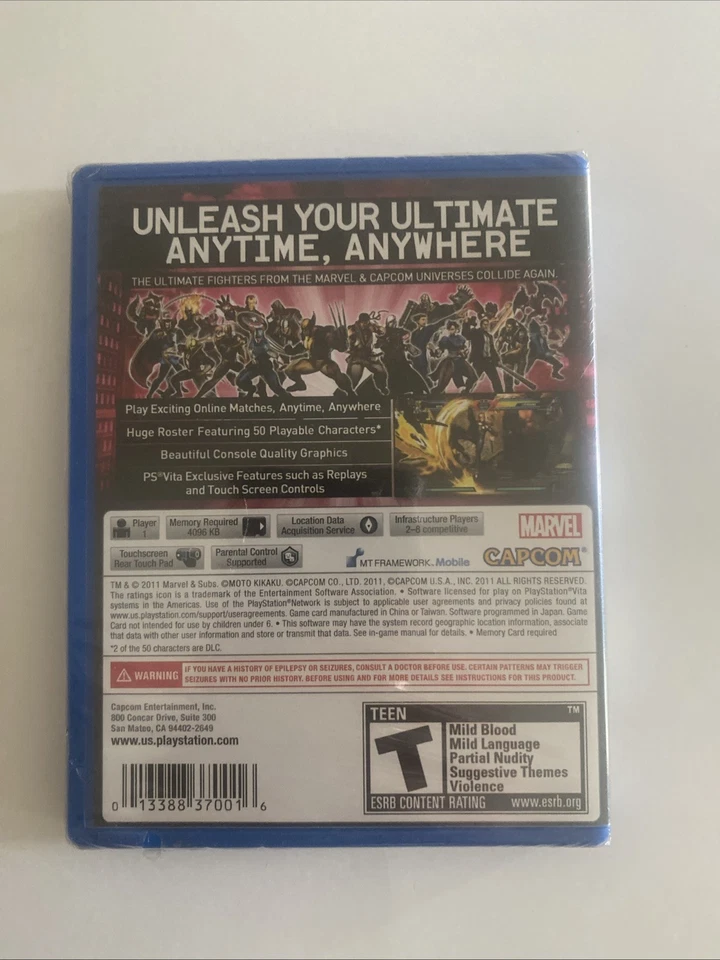 UNLEASH YOUR ULTIMATE
ANYTIME, ANYWHERE
THE ULTIMATE FIGHTERS FROM THE MARVEL & CAPCOM UNIVERSES COLLIDE AGAIN.
Play Exciting Online Matches, Anytime, Anywhere
Huge Roster Featuring 50 Playable Characters*
Beautiful Console Quality Graphics
PS®Vita Exclusive Features such as Replays
and Touch Screen Controls
Player
1
Memory Required
4096 KB
Location Data
Acquisition Service
Infrastructure Players
2–8 competitive
MARVEL
Touchscreen
Rear Touch Pad
Parental Control
Supported
MT FRAMEWORK. Mobile
CAPCOM®
TM & © 2011 Marvel & Subs. ©MOTO KIKAKU. ©CAPCOM CO., LTD. 2011, ©CAPCOM U.S.A., INC. 2011 ALL RIGHTS RESERVED.
The ratings icon is a trademark of the Entertainment Software Association. • Software licensed for play on PlayStation®Vita
systems in the Americas. Use of the PlayStation®Network is subject to applicable user agreements and privacy policies found at
www.us.playstation.com/support/useragreements. Game card manufactured in China or Taiwan. Software programmed in Japan. Game
Card not intended for use by children under 6. • This software may have the system record geographic location information, associate
that data with other user information and store or transmit that data. See in-game manual for details. • Memory Card required
*2 of the 50 characters are DLC.
WARNING
IF YOU HAVE A HISTORY OF EPILEPSY OR SEIZURES, CONSULT A DOCTOR BEFORE USE. CERTAIN PATTERNS MAY TRIGGER
SEIZURES WITH NO PRIOR HISTORY. BEFORE USING AND FOR MORE DETAILS SEE INSTRUCTIONS FOR THIS PRODUCT.
Capcom Entertainment, Inc.
800 Concar Drive, Suite 300
San Mateo, CA 94402-2649
www.us.playstation.com
0 13388 37001 6
TEEN TM
T
Mild Blood
Mild Language
Partial Nudity
Suggestive Themes
Violence
ESRB CONTENT RATING www.esrb.org